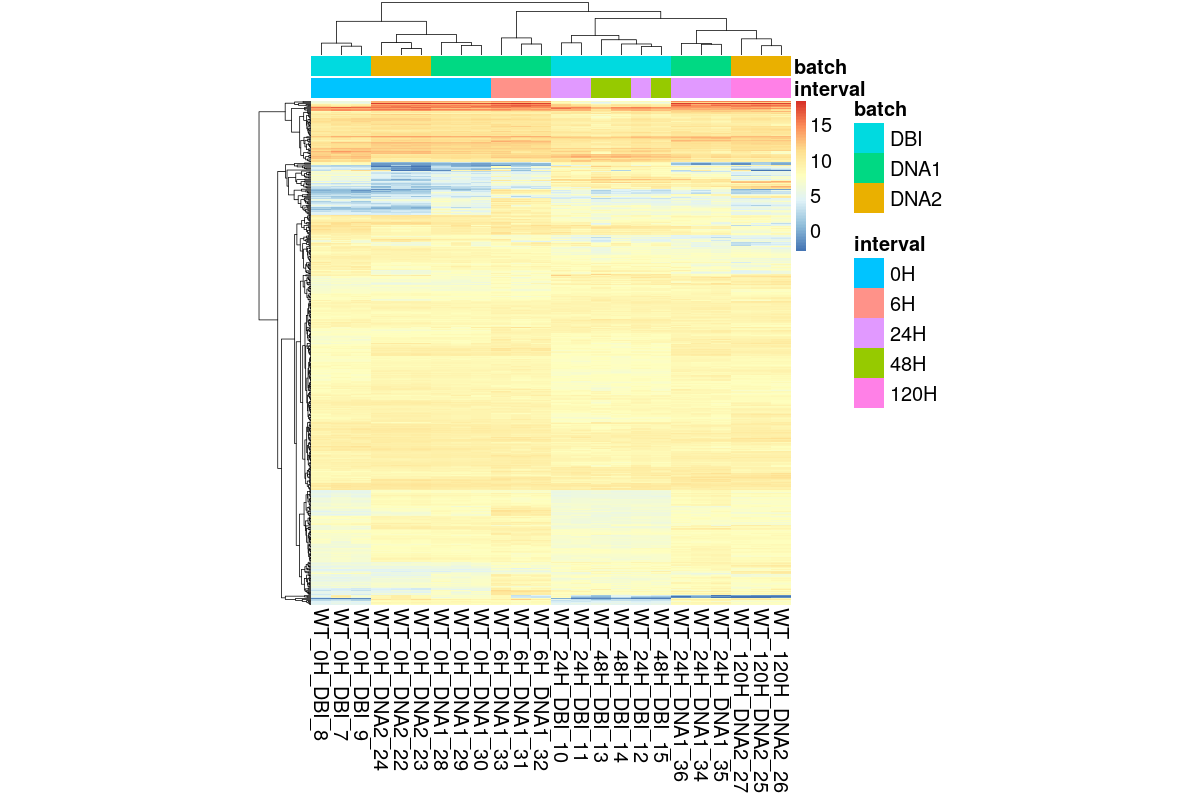 batch
interval
15
10
5
0
batch
DBI
DNA1
DNA2
interval
0H
6H
24H
48H
120H
WT_0H_DBI_8
WT_0H_DBI_7
WT_0H_DBI_9
WT_0H_DNA2_24
WT_0H_DNA2_22
WT_0H_DNA2_23
WT_0H_DNA1_28
WT_0H_DNA1_29
WT_0H_DNA1_30
WT_6H_DNA1_33
WT_6H_DNA1_31
WT_6H_DNA1_32
WT_24H_DBI_10
WT_24H_DBI_11
WT_48H_DBI_13
WT_48H_DBI_14
WT_24H_DBI_12
WT_48H_DBI_15
WT_24H_DNA1_36
WT_24H_DNA1_34
WT_24H_DNA1_35
WT_120H_DNA2_27
WT_120H_DNA2_25
WT_120H_DNA2_26